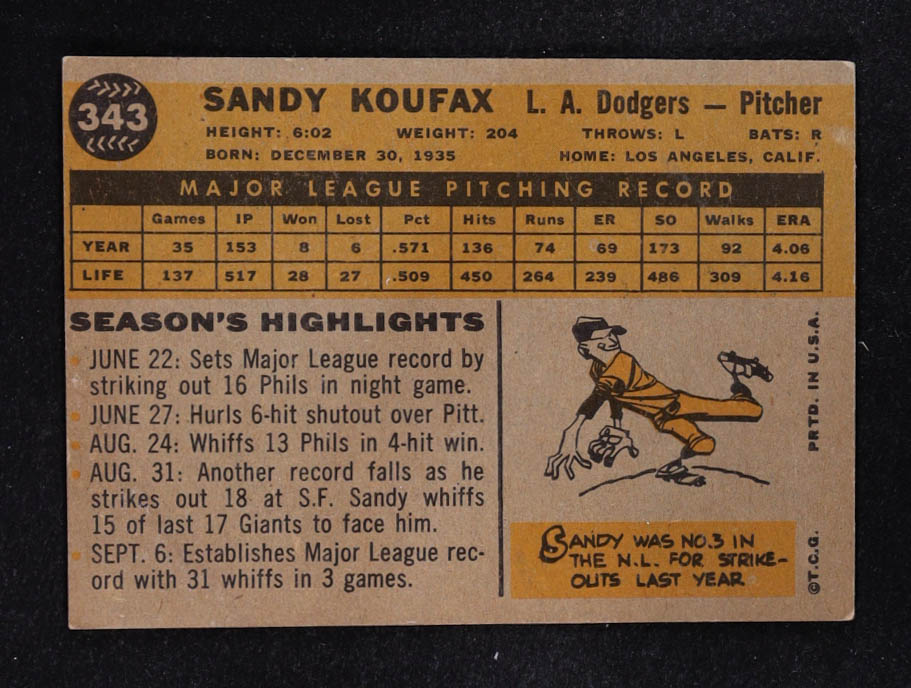 343
SANDY KOUFAX L. A. Dodgers — Pitcher
HEIGHT: 6:02 WEIGHT: 204 THROWS: L BATS: R
BORN: DECEMBER 30, 1935 HOME: LOS ANGELES, CALIF.
MAJOR LEAGUE PITCHING RECORD
Games IP Won Lost Pct Hits Runs ER SO Walks ERA
YEAR 35 153 8 6 .571 136 74 69 173 92 4.06
LIFE 137 517 28 27 .509 450 264 239 486 309 4.16
SEASON'S HIGHLIGHTS
• JUNE 22: Sets Major League record by
striking out 16 Phils in night game.
• JUNE 27: Hurls 6-hit shutout over Pitt.
• AUG. 24: Whiffs 13 Phils in 4-hit win.
• AUG. 31: Another record falls as he
strikes out 18 at S.F. Sandy whiffs
15 of last 17 Giants to face him.
• SEPT. 6: Establishes Major League rec-
ord with 31 whiffs in 3 games.
SANDY WAS NO.3 IN
THE N.L. FOR STRIKE-
OUTS LAST YEAR
©T.C.G. PRTD. IN U.S.A.